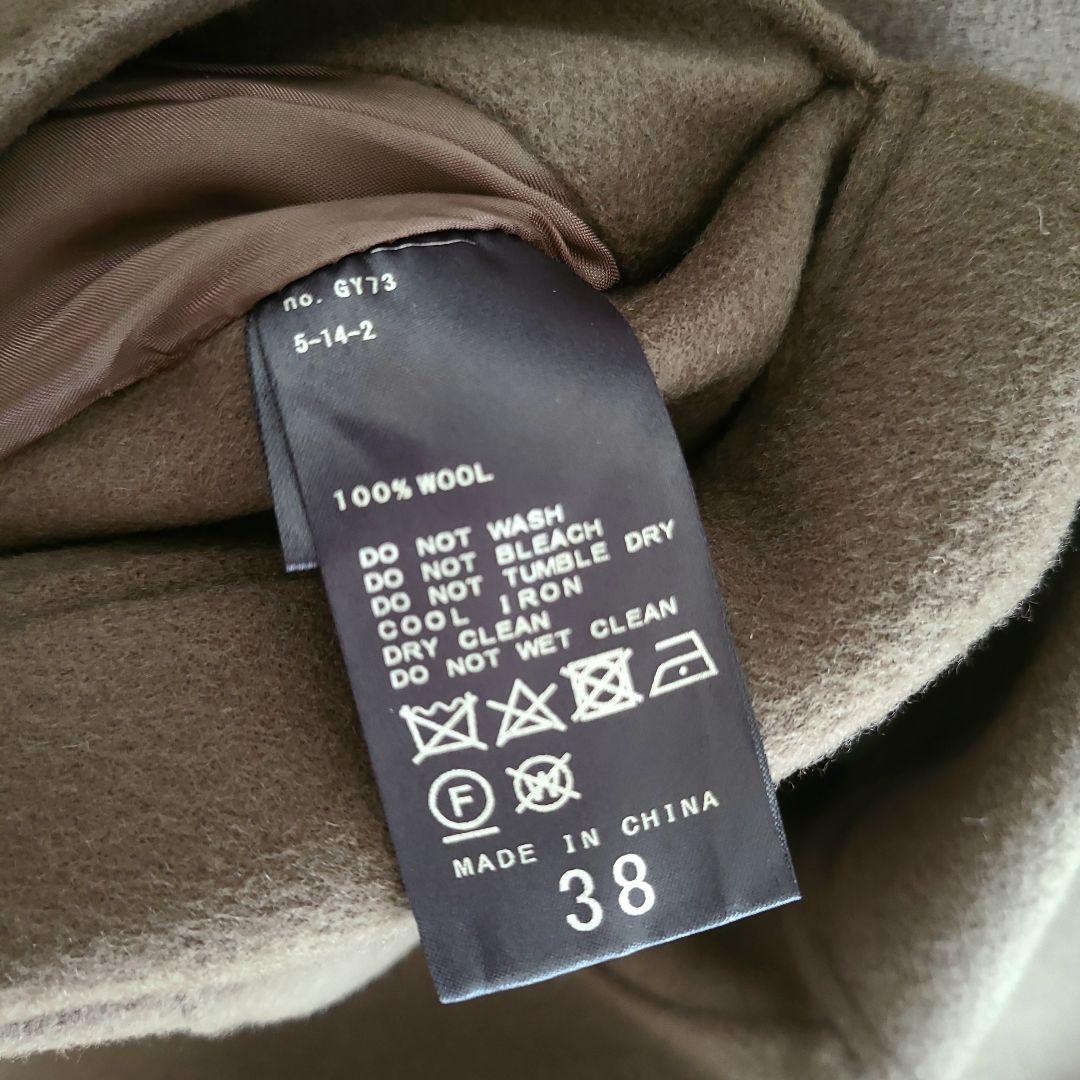 no. GY73
5-14-2
100% WOOL
DO NOT WASH
DO NOT BLEACH
DO NOT TUMBLE DRY
COOL IRON
DRY CLEAN
DO NOT WET CLEAN
F W
MADE IN CHINA
38